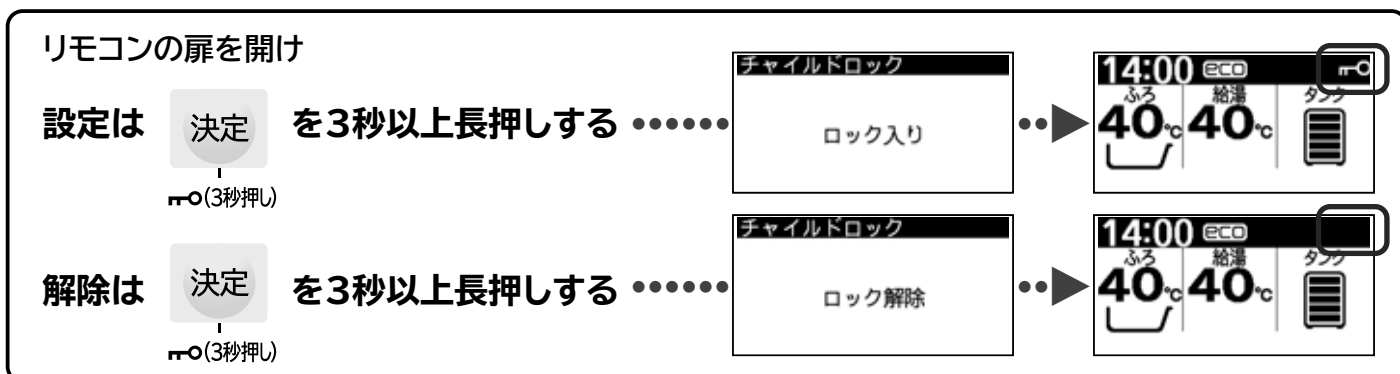 リモコンの扉を開け
設定は 決定 を3秒以上長押しする
(3秒押し)
チャイルドロック
ロック入り
14:00 eco
ふろ 給湯 タンク
40℃ 40℃
解除は 決定 を3秒以上長押しする
(3秒押し)
チャイルドロック
ロック解除
14:00 eco
ふろ 給湯 タンク
40℃ 40℃